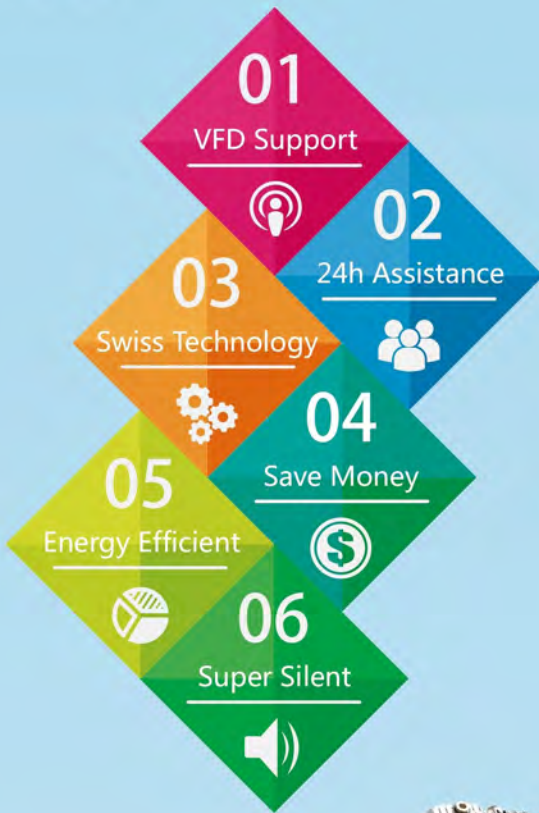 01
VFD Support
02
24h Assistance
03
Swiss Technology
04
Save Money
05
Energy Efficient
06
Super Silent